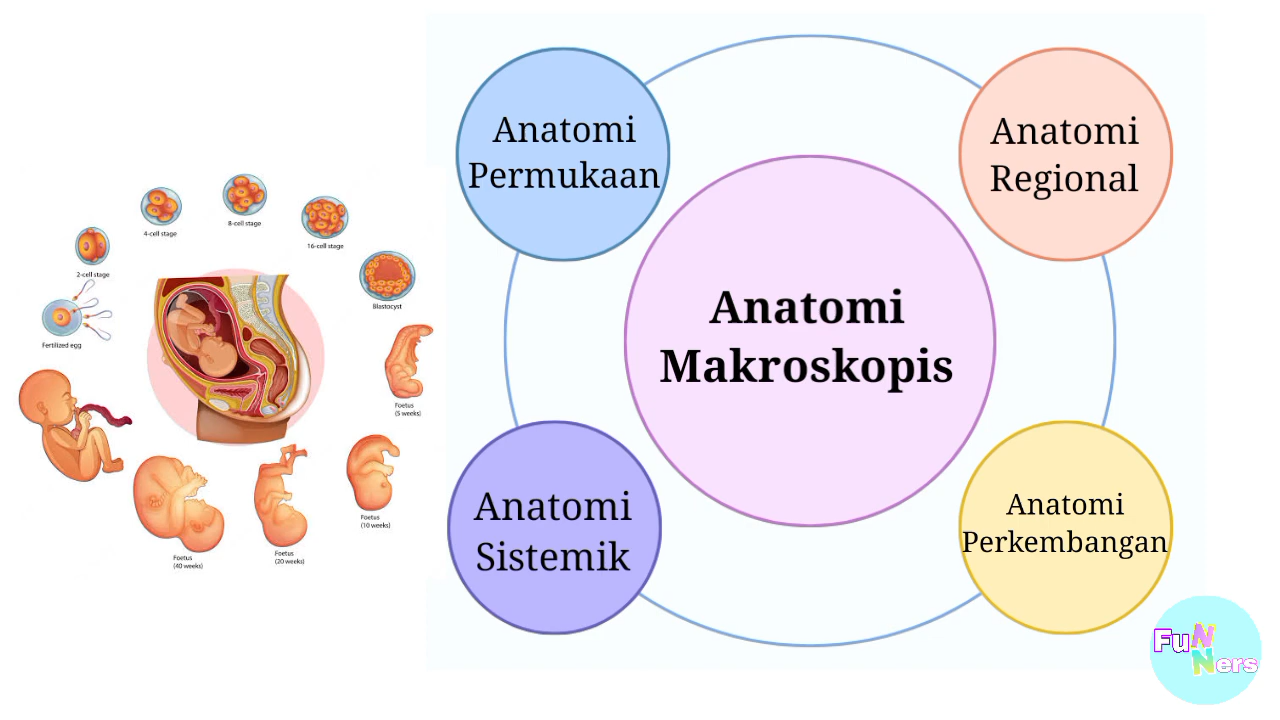 4-cell stage
8-cell stage
16-cell stage
2-cell stage
Blastocyst
Fertilized egg
Foetus
(5 weeks)
Foetus
(10 weeks)
Foetus
(20 weeks)
Foetus
(40 weeks)
Anatomi
Permukaan
Anatomi
Regional
Anatomi
Makroskopis
Anatomi
Sistemik
Anatomi
Perkembangan
FuN
Ners